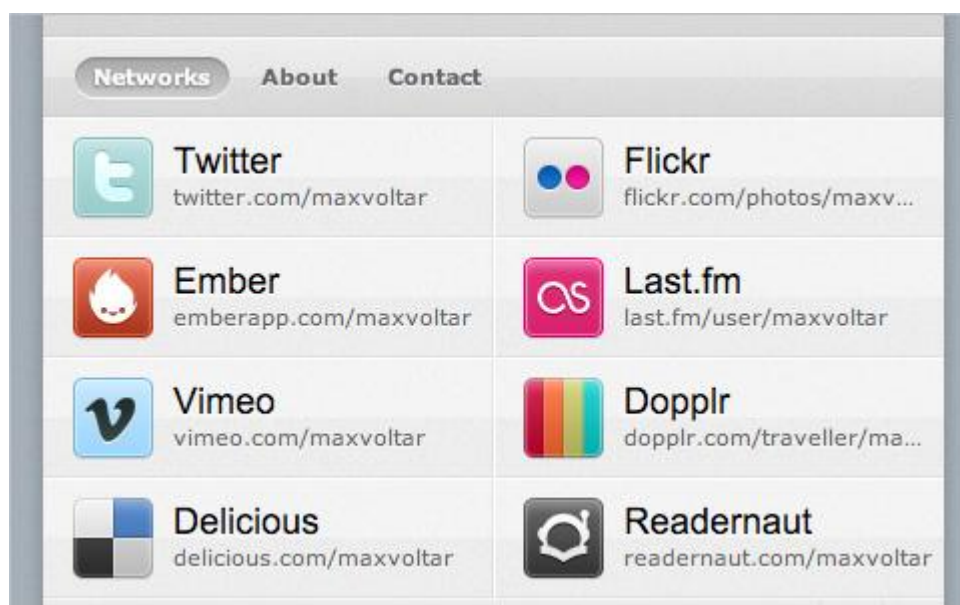 Networks About Contact
Twitter
twitter.com/maxvoltar
Flickr
flickr.com/photos/maxv...
Ember
emberapp.com/maxvoltar
Last.fm
last.fm/user/maxvoltar
Vimeo
vimeo.com/maxvoltar
Dopplr
dopplr.com/traveller/ma...
Delicious
delicious.com/maxvoltar
Readernaut
readernaut.com/maxvoltar